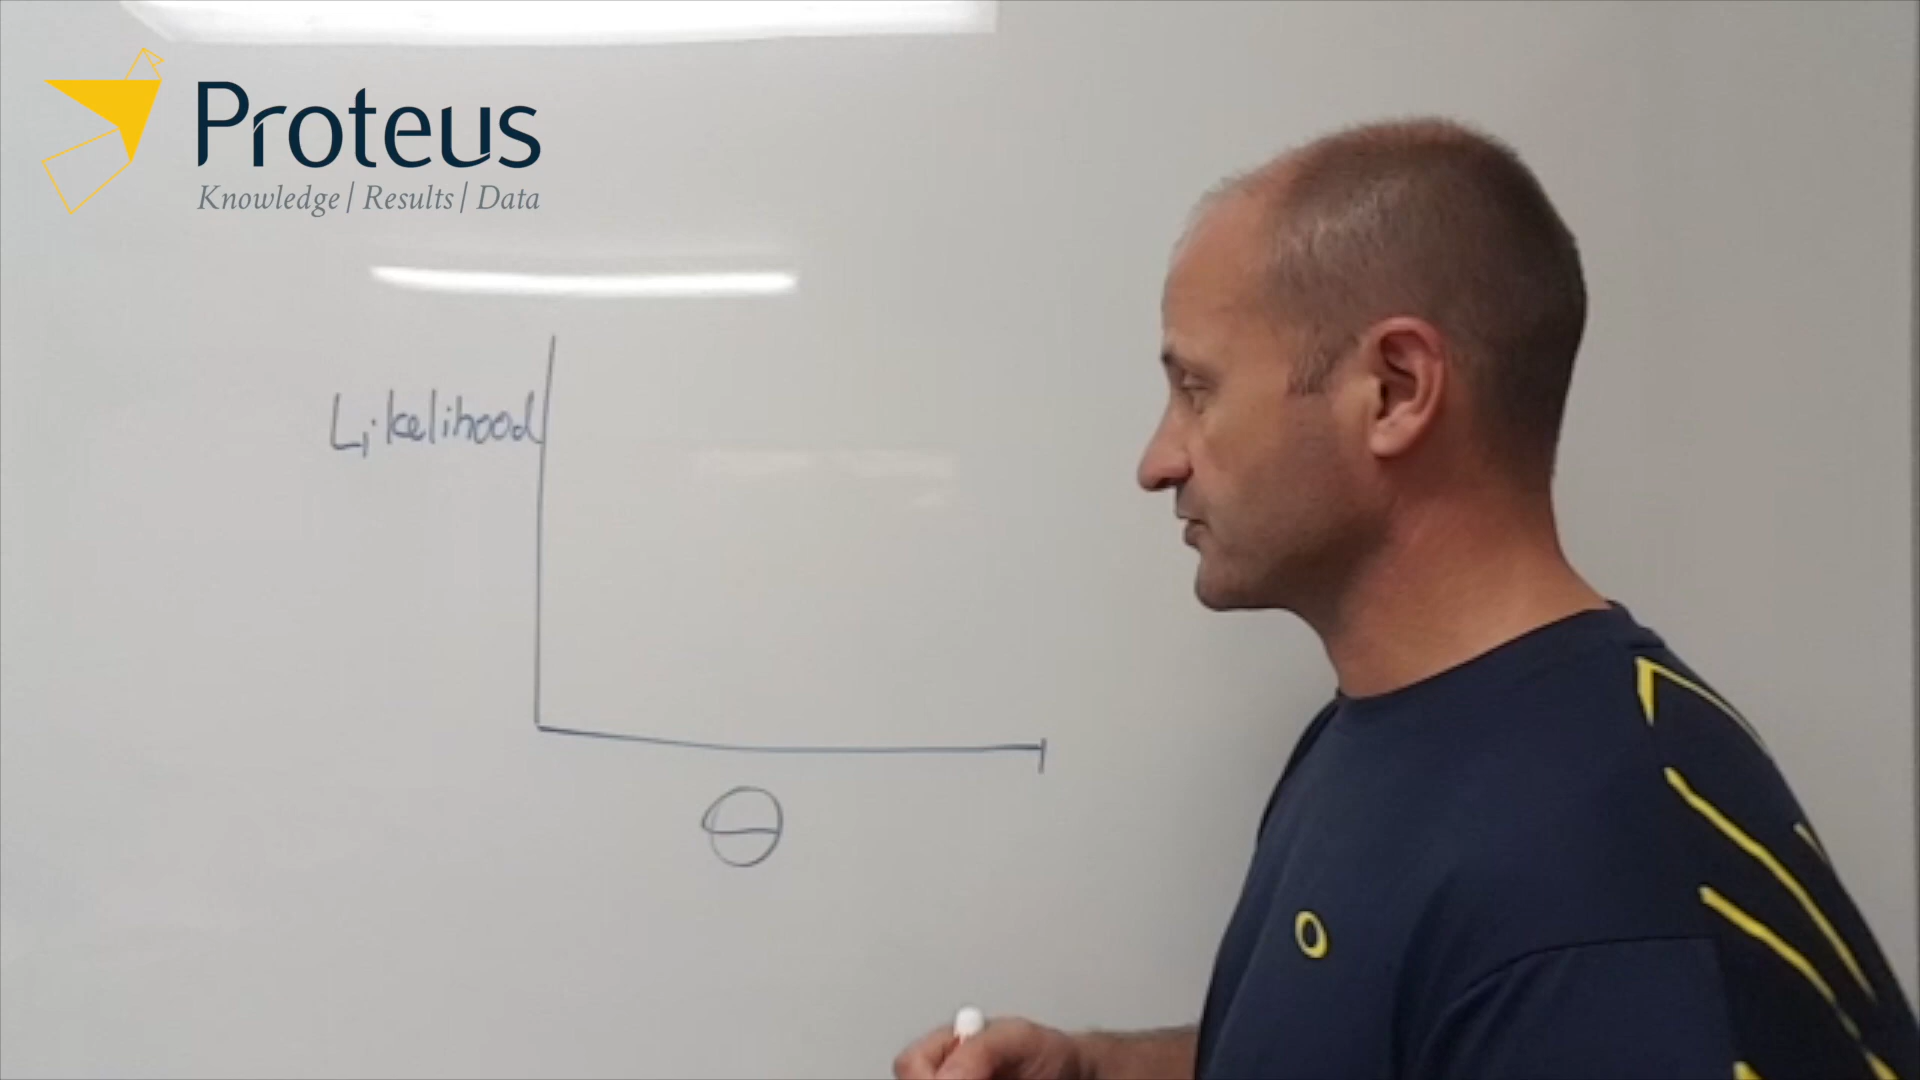 Proteus
Knowledge | Results | Data
Likelihood
θ